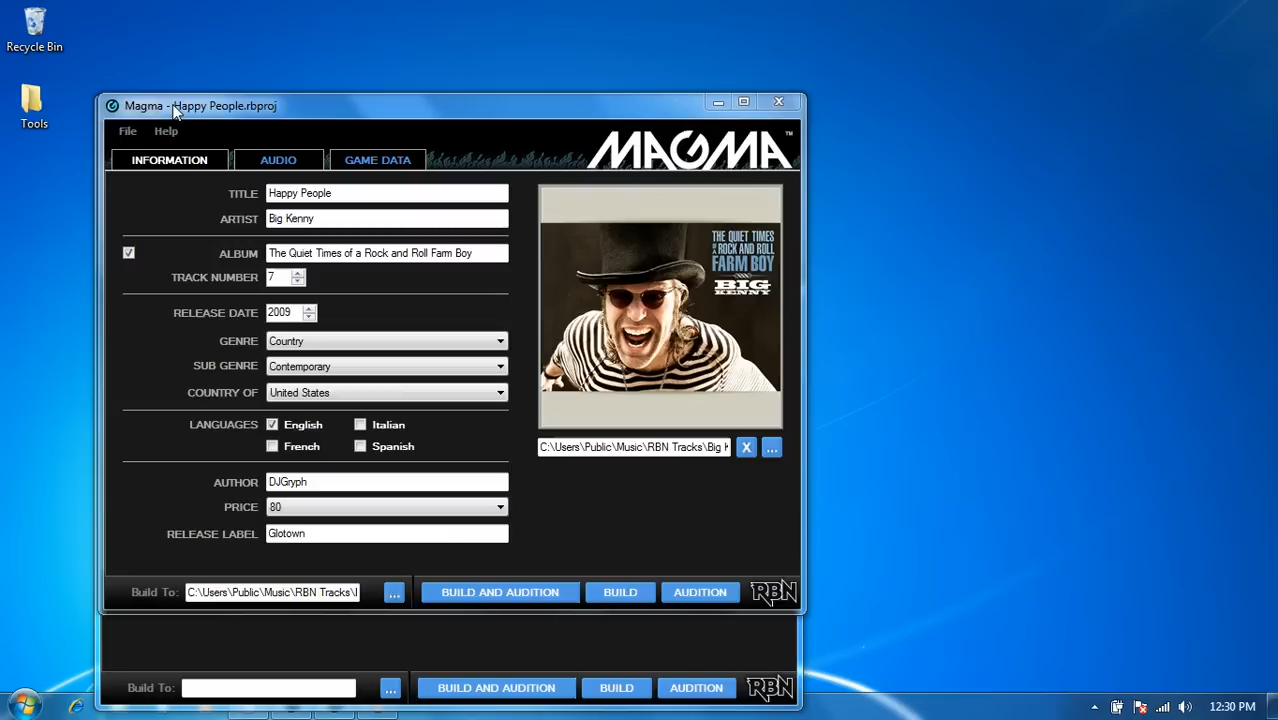 Recycle Bin
Tools
Magma - Happy People.rbproj
File Help
MAGMA™
INFORMATION AUDIO GAME DATA
TITLE Happy People
ARTIST Big Kenny
ALBUM The Quiet Times of a Rock and Roll Farm Boy
TRACK NUMBER 7
RELEASE DATE 2009
GENRE Country
SUB GENRE Contemporary
COUNTRY OF United States
LANGUAGES English Italian
French Spanish
AUTHOR DJGryph
PRICE 80
RELEASE LABEL Glotown
THE QUIET TIMES
OF A ROCK AND ROLL
FARM BOY
BIG
KENNY
C:\Users\Public\Music\RBN Tracks\Big K X ...
Build To: C:\Users\Public\Music\RBN Tracks\ ... BUILD AND AUDITION BUILD AUDITION RBN
Build To: ... BUILD AND AUDITION BUILD AUDITION RBN
12:30 PM